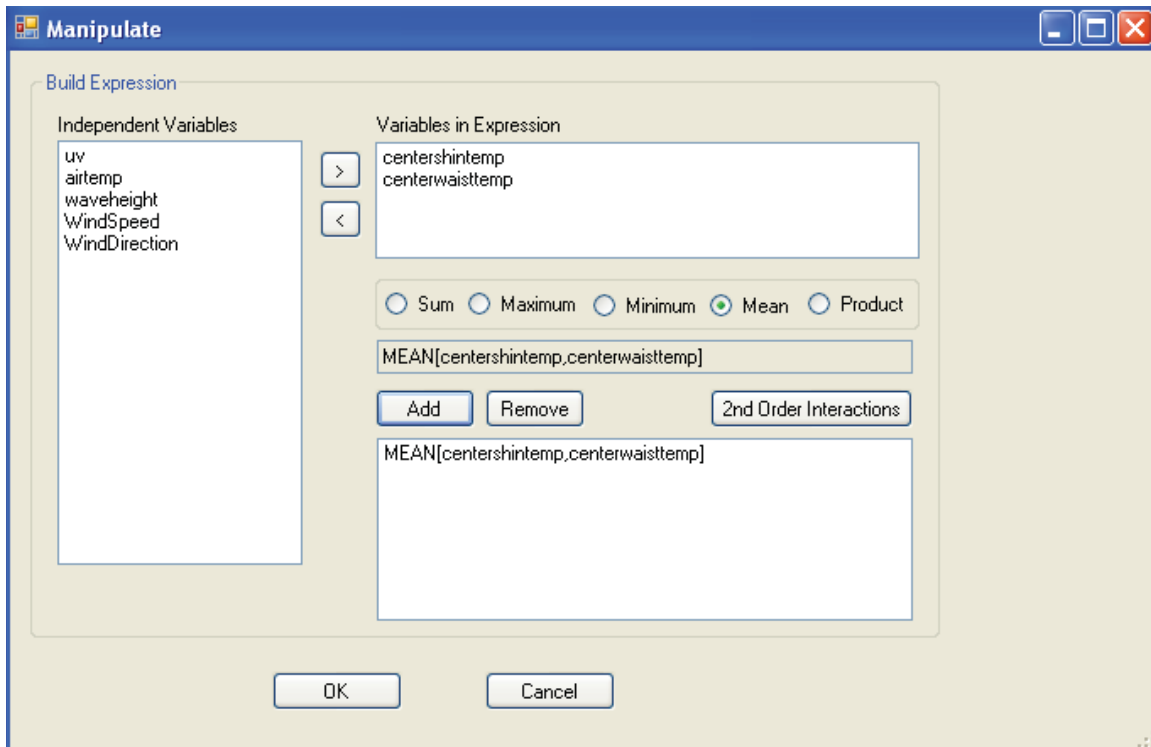 Manipulate
Build Expression
Independent Variables
uv
airtemp
waveheight
WindSpeed
WindDirection
>
<
Variables in Expression
centershintemp
centerwaisttemp
Sum Maximum Minimum Mean Product
MEAN[centershintemp,centerwaisttemp]
Add Remove 2nd Order Interactions
MEAN[centershintemp,centerwaisttemp]
OK Cancel